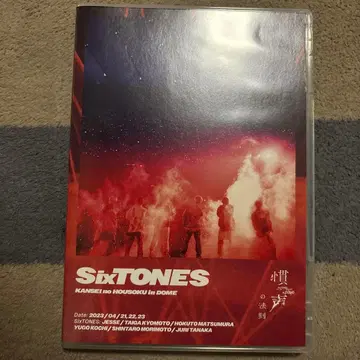 SixTONES
KANSEI no HOUSOKU in DOME
慣声
の法則
Date: 2023 / 04 / 21, 22, 23
SixTONES: JESSE / TAIGA KYOMOTO / HOKUTO MATSUMURA
YUGO KOCHI / SHINTARO MORIMOTO / JURI TANAKA